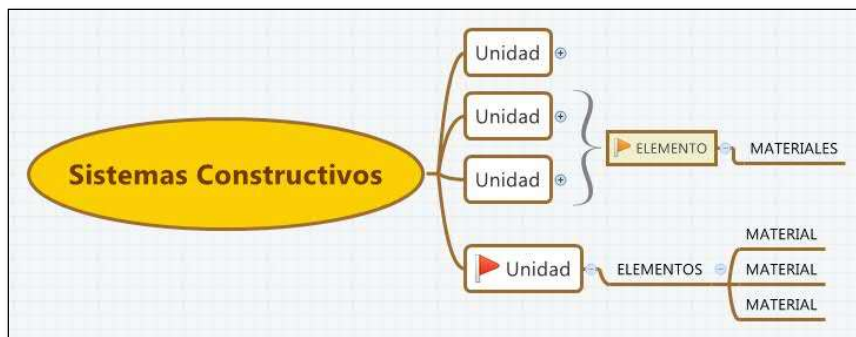 Sistemas Constructivos
Unidad
Unidad
Unidad
Unidad
ELEMENTO
MATERIALES
ELEMENTOS
MATERIAL
MATERIAL
MATERIAL